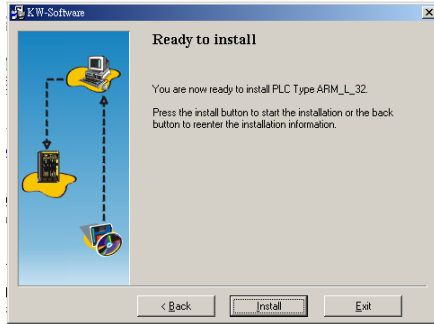 KW-Software
Ready to install
You are now ready to install PLC Type ARM_L_32.
Press the install button to start the installation or the back
button to reenter the installation information.
< Back
Install
Exit